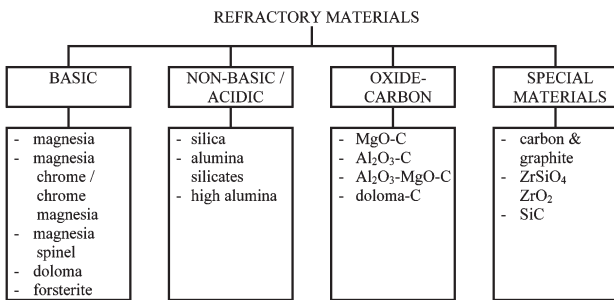 REFRACTORY MATERIALS
BASIC
- magnesia
- magnesia
chrome /
chrome
magnesia
- magnesia
spinel
- doloma
- forsterite
NON-BASIC /
ACIDIC
- silica
- alumina
silicates
- high alumina
OXIDE-
CARBON
- MgO-C
- Al₂O₃-C
- Al₂O₃-MgO-C
- doloma-C
SPECIAL
MATERIALS
- carbon &
graphite
- ZrSiO₄
ZrO₂
- SiC